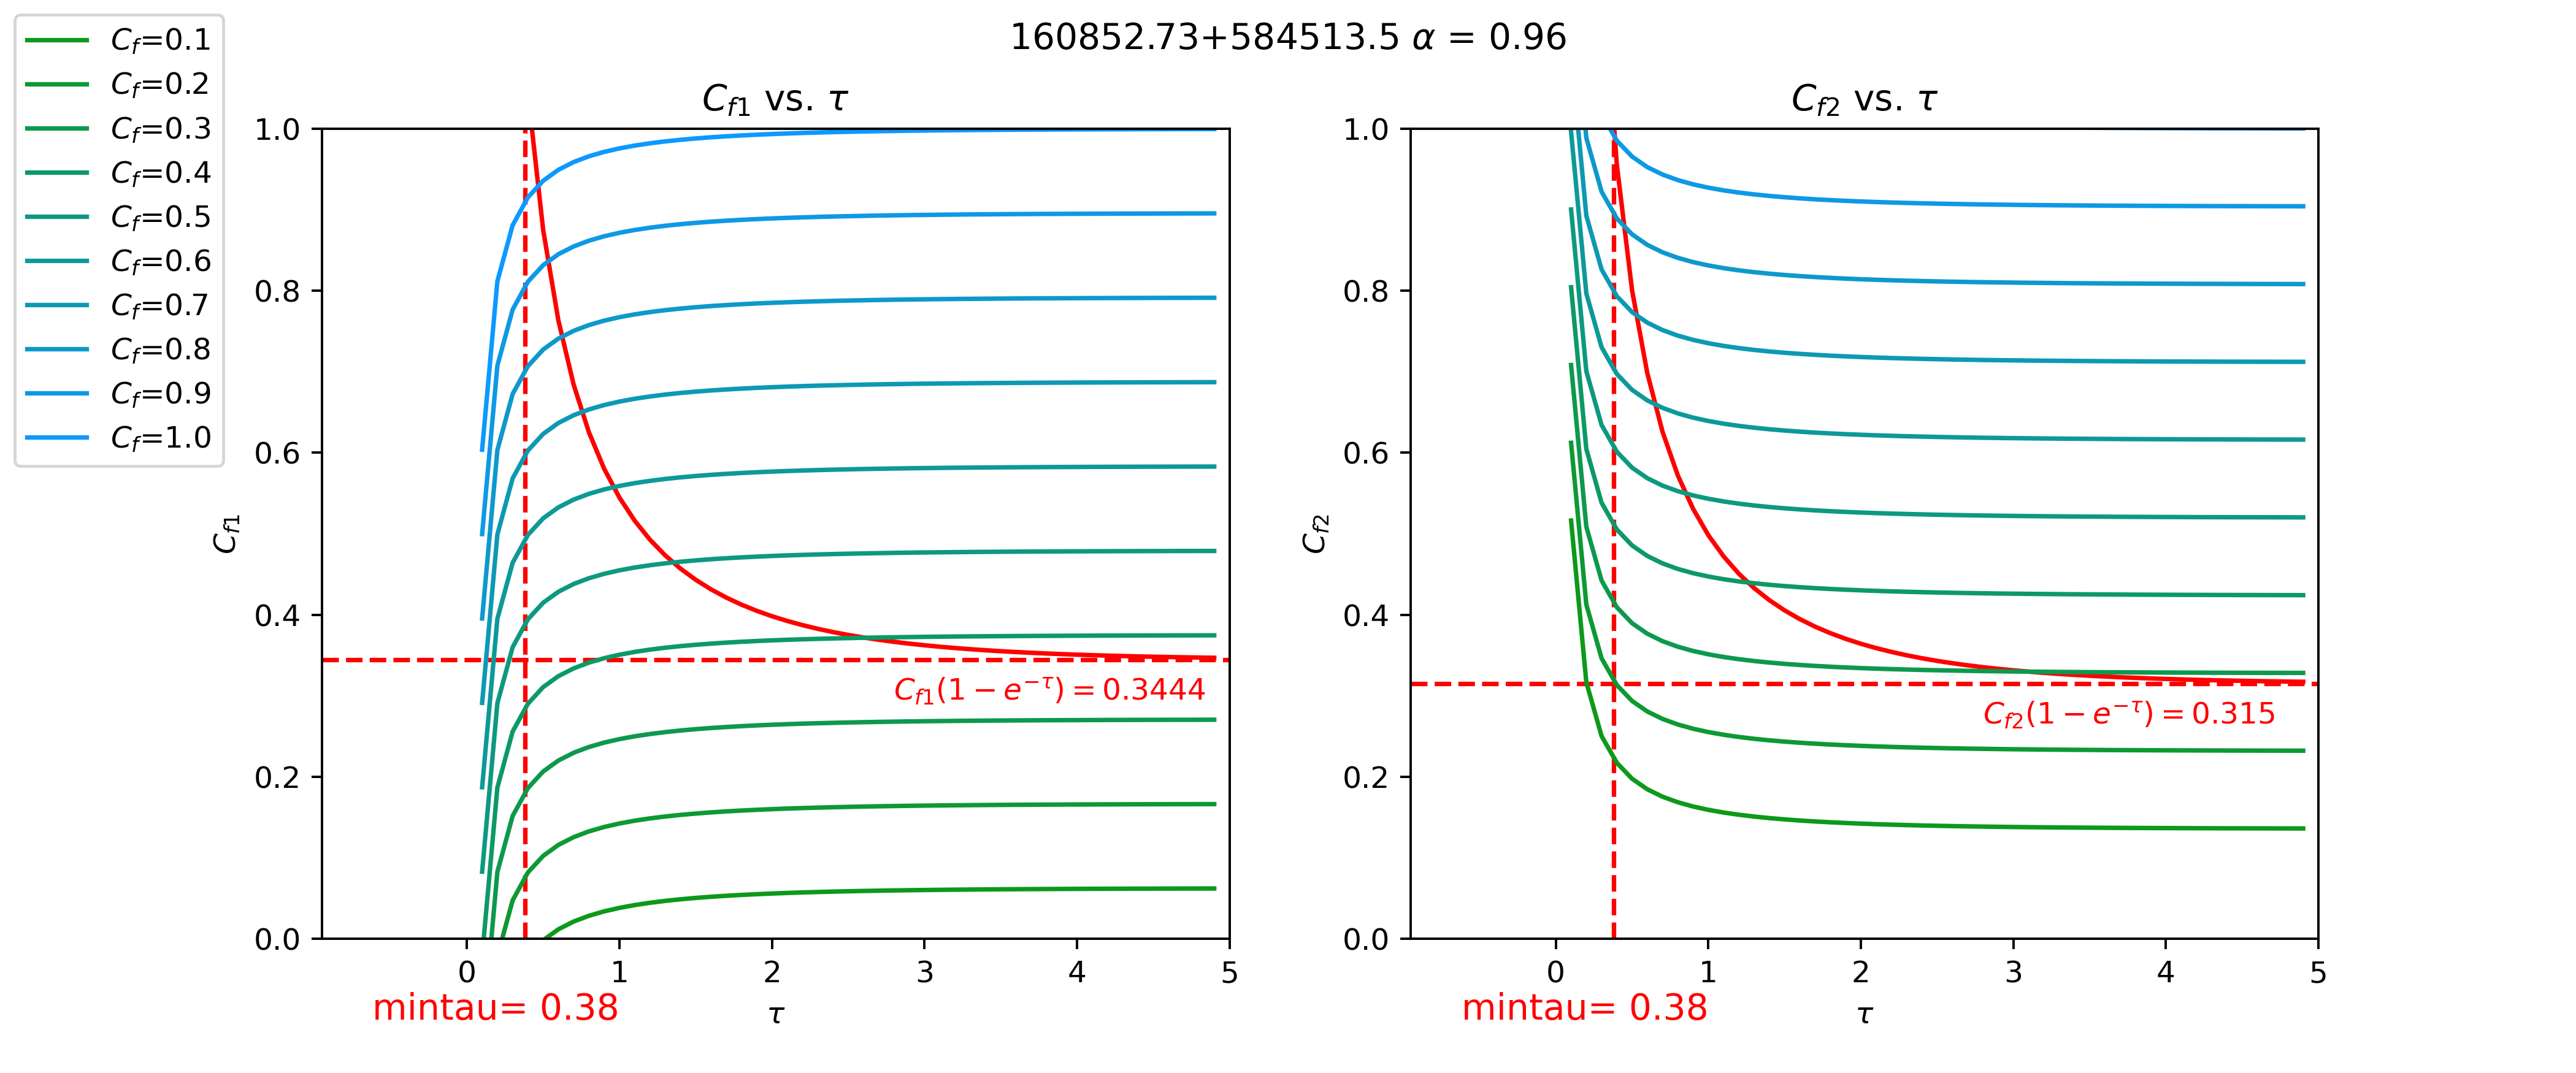 160852.73+584513.5 α = 0.96
C_f=0.1
C_f=0.2
C_f=0.3
C_f=0.4
C_f=0.5
C_f=0.6
C_f=0.7
C_f=0.8
C_f=0.9
C_f=1.0
C_f1 vs. τ
1.0
0.8
0.6
0.4
0.2
0.0
C_f1
C_f1(1 − e^−τ) = 0.3444
0 1 2 3 4 5
τ
mintau= 0.38
C_f2 vs. τ
1.0
0.8
0.6
0.4
0.2
0.0
C_f2
C_f2(1 − e^−τ) = 0.315
0 1 2 3 4 5
τ
mintau= 0.38